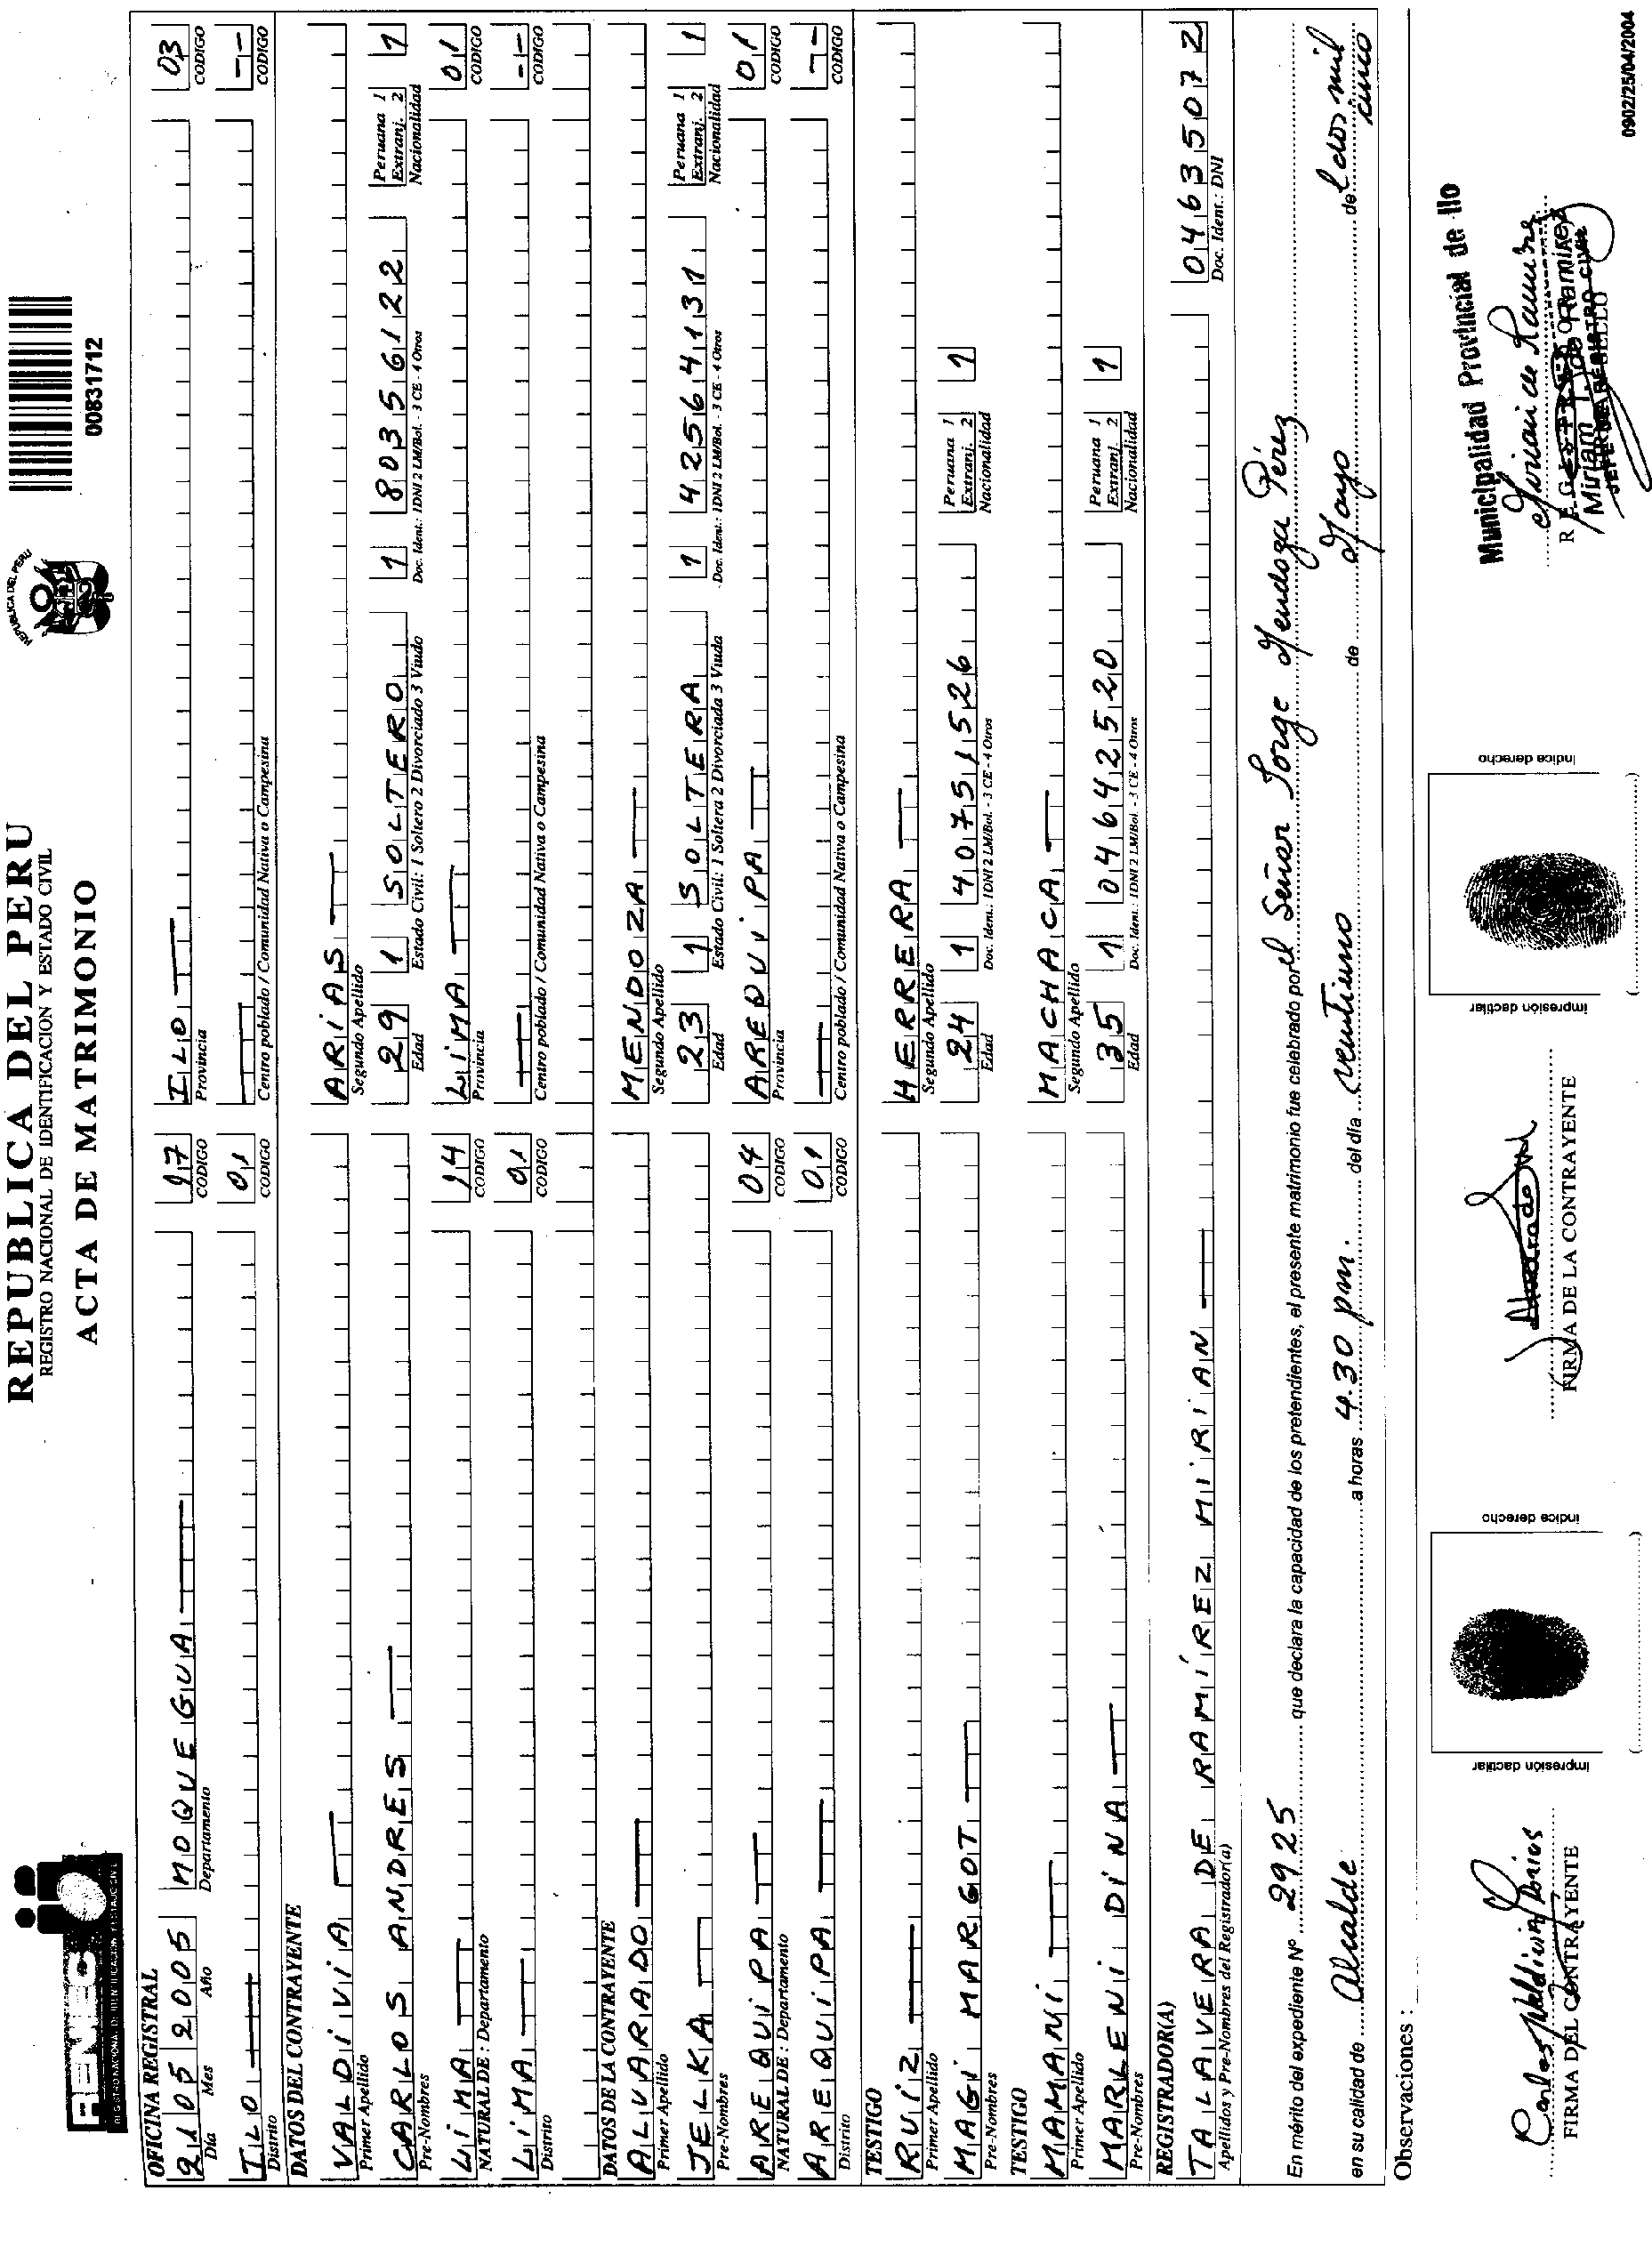 REPUBLICA DEL PERU
REGISTRO NACIONAL DE IDENTIFICACION Y ESTADO CIVIL
ACTA DE MATRIMONIO
RENIEC
REGISTRO NACIONAL DE IDENTIFICACION Y ESTADO CIVIL
REPUBLICA DEL PERU
00831712
OFICINA REGISTRAL
21 05 2005 MOQUEGUA 17 ILO 03
Día Mes Año Departamento CODIGO Provincia CODIGO
ILO 01 --
Distrito CODIGO Centro poblado / Comunidad Nativa o Campesina CODIGO
DATOS DEL CONTRAYENTE
VALDIVIA ARIAS
Primer Apellido Segundo Apellido
CARLOS ANDRES 29 1 SOLTERO 1 80356122 Peruana 1 Extranj. 2 1
Pre-Nombres Edad Estado Civil: 1 Soltero 2 Divorciado 3 Viudo Doc. Ident.: 1DNI 2 LM/Bol. - 3 CE - 4 Otros Nacionalidad
LIMA 14 LIMA 01
NATURAL DE : Departamento CODIGO Provincia CODIGO
LIMA 01 --
Distrito CODIGO Centro poblado / Comunidad Nativa o Campesina CODIGO
DATOS DE LA CONTRAYENTE
ALVARADO MENDOZA
Primer Apellido Segundo Apellido
JELKA 23 1 SOLTERA 1 42564131 Peruana 1 Extranj. 2 1
Pre-Nombres Edad Estado Civil: 1 Soltera 2 Divorciada 3 Viuda Doc. Ident.: 1DNI 2 LM/Bol. - 3 CE - 4 Otros Nacionalidad
AREQUIPA 04 AREQUIPA 01
NATURAL DE : Departamento CODIGO Provincia CODIGO
AREQUIPA 01 --
Distrito CODIGO Centro poblado / Comunidad Nativa o Campesina CODIGO
TESTIGO
RUIZ HERRERA
Primer Apellido Segundo Apellido
MAGI MARGOT 24 1 40751526 Peruana 1 Extranj. 2 1
Pre-Nombres Edad Doc. Ident.: 1DNI 2 LM/Bol. - 3 CE - 4 Otros Nacionalidad
TESTIGO
MAMANI MACHACA
Primer Apellido Segundo Apellido
MARLENI DINA 35 1 04642520 Peruana 1 Extranj. 2 1
Pre-Nombres Edad Doc. Ident.: 1DNI 2 LM/Bol. - 3 CE - 4 Otros Nacionalidad
REGISTRADOR(A)
TALAVERA DE RAMÍREZ MIRIAN 04635072
Apellidos y Pre-Nombres del Registrador(a) Doc. Ident.: DNI
En mérito del expediente Nº 2925 que declara la capacidad de los pretendientes, el presente matrimonio fue celebrado por el Señor Jorge Mendoza Pérez
en su calidad de Alcalde a horas 4.30 pm. del día veintiuno de Mayo de l dos mil cinco
Observaciones :
Municipalidad Provincial de Ilo
Carlos Valdivia Arias
FIRMA DEL CONTRAYENTE
impresión dactilar
indice derecho
FIRMA DE LA CONTRAYENTE
impresión dactilar
indice derecho
Miriam T. de Ramirez
JEFE DE REGISTRO CIVIL
0902/25/04/2004